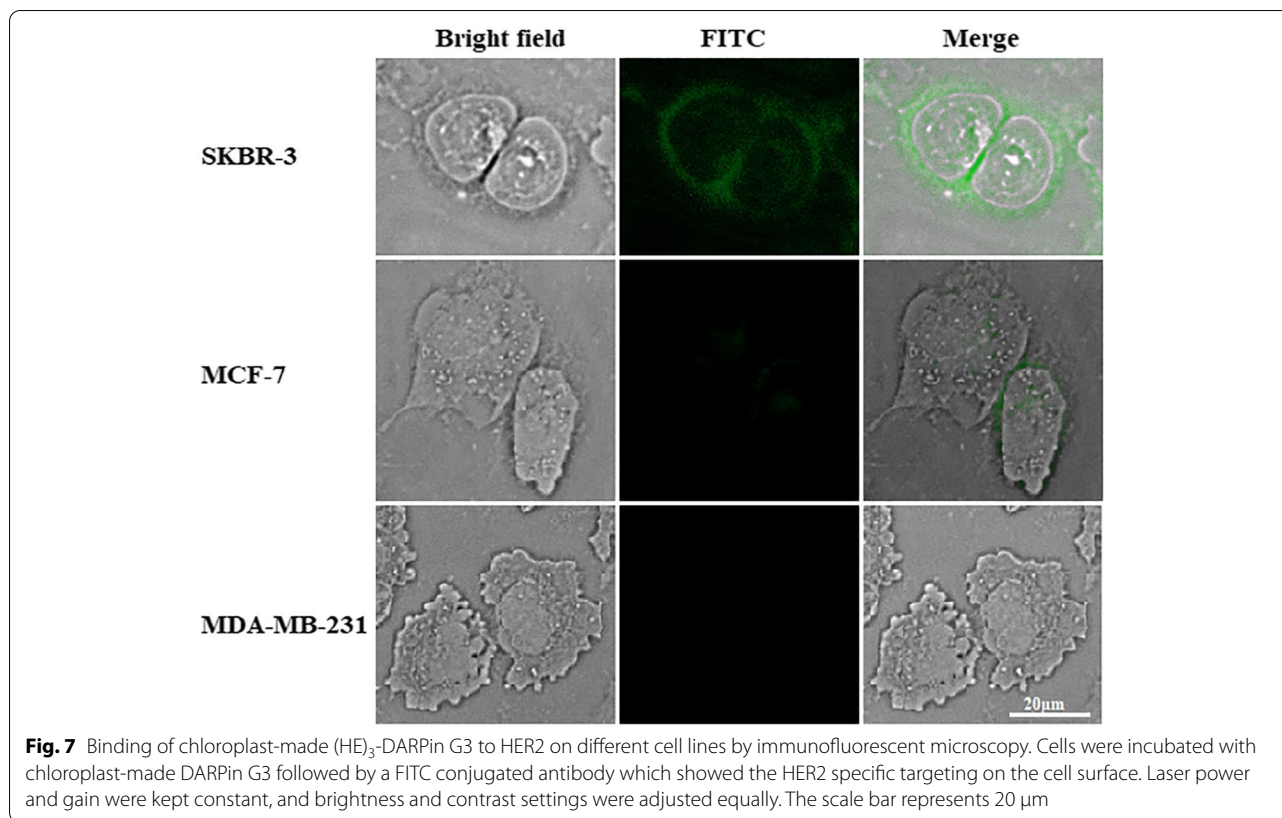 Bright field FITC Merge
SKBR-3
MCF-7
MDA-MB-231
20µm
Fig. 7 Binding of chloroplast-made (HE)₃-DARPin G3 to HER2 on different cell lines by immunofluorescent microscopy. Cells were incubated with
chloroplast-made DARPin G3 followed by a FITC conjugated antibody which showed the HER2 specific targeting on the cell surface. Laser power
and gain were kept constant, and brightness and contrast settings were adjusted equally. The scale bar represents 20 µm